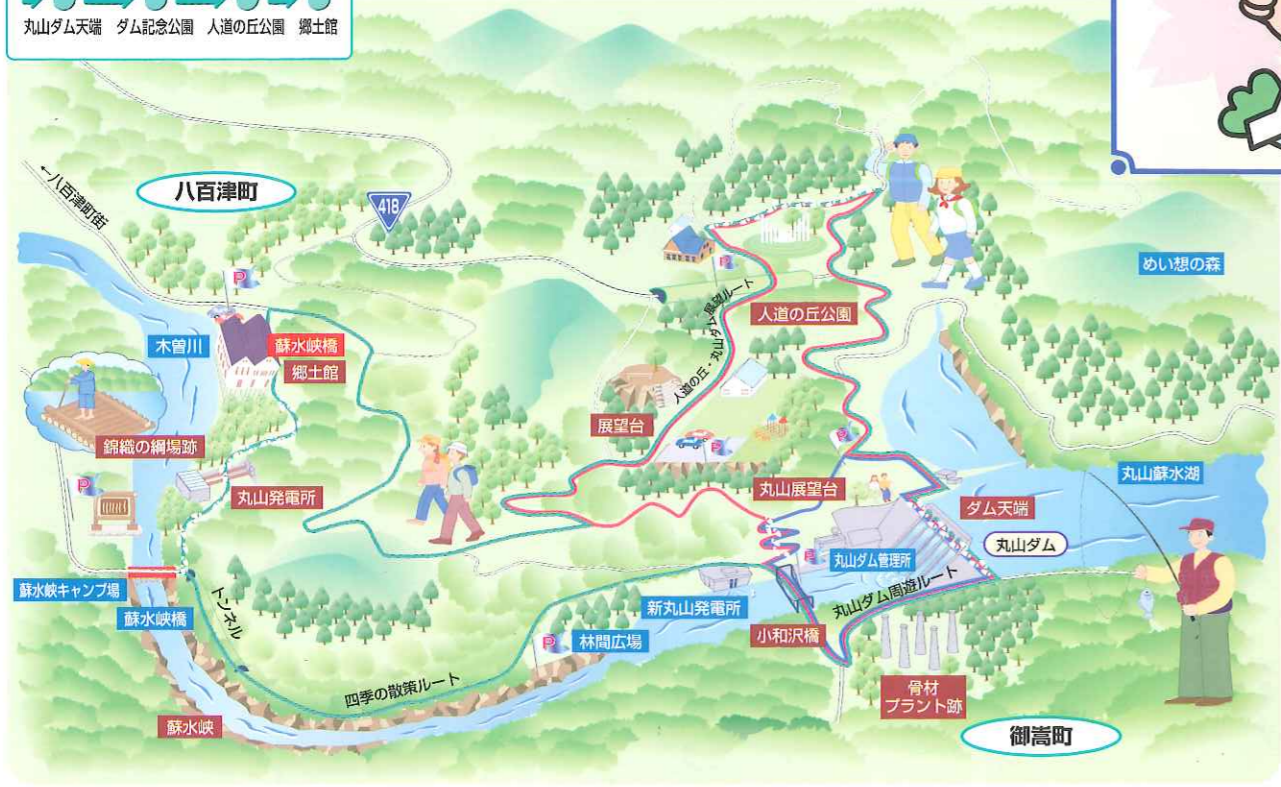 丸山ダム天端 ダム記念公園 人道の丘公園 郷土館
八百津町
←八百津町街
418
めい想の森
人道の丘公園
人道の丘・丸山ダム展望ルート
木曽川
蘇水峡橋
郷土館
展望台
錦織の綱場跡
丸山発電所
丸山展望台
丸山蘇水湖
ダム天端
丸山ダム
P
丸山ダム管理所
丸山ダム周遊ルート
蘇水峡キャンプ場
蘇水峡橋
トンネル
新丸山発電所
林間広場
小和沢橋
四季の散策ルート
骨材
プラント跡
蘇水峡
御嵩町